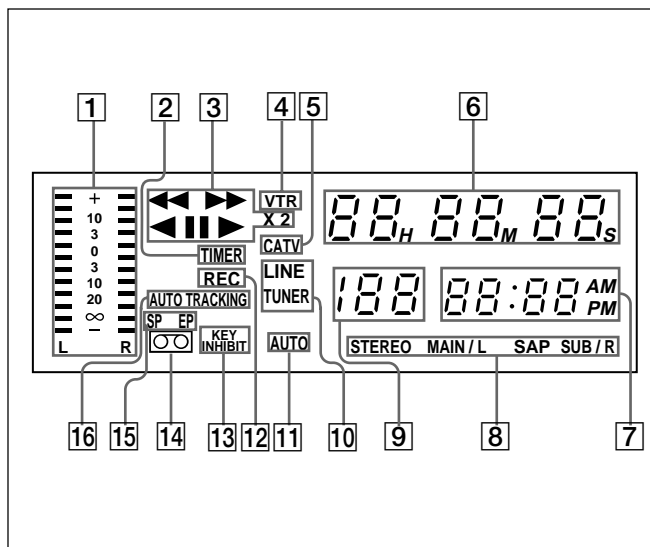 1 2 3 4 5 6
+
10
3
0
3
10
20
∞
−
L R
VTR
X 2
TIMER
CATV
REC
LINE
TUNER
AUTO TRACKING
SP EP
KEY
INHIBIT
AUTO
88H 88M 88S
188
88:88 AM
PM
STEREO MAIN / L SAP SUB / R
16 15 14 13 12 11 10 9 8 7